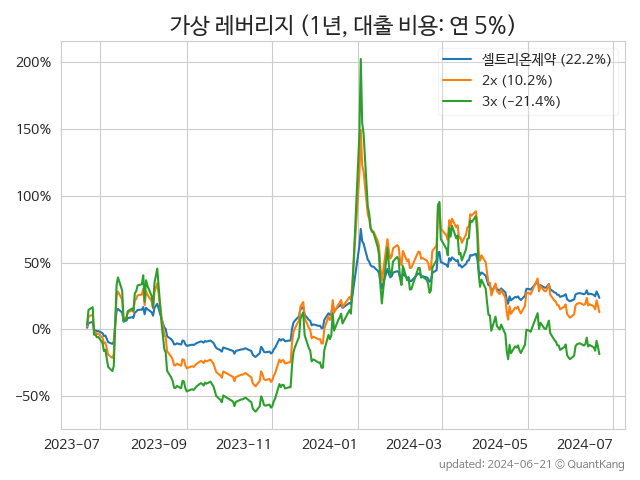 가상 레버리지 (1년, 대출 비용: 연 5%)
셀트리온제약 (22.2%)
2x (10.2%)
3x (−21.4%)
200%
150%
100%
50%
0%
−50%
2023-07 2023-09 2023-11 2024-01 2024-03 2024-05 2024-07
updated: 2024-06-21 © QuantKang